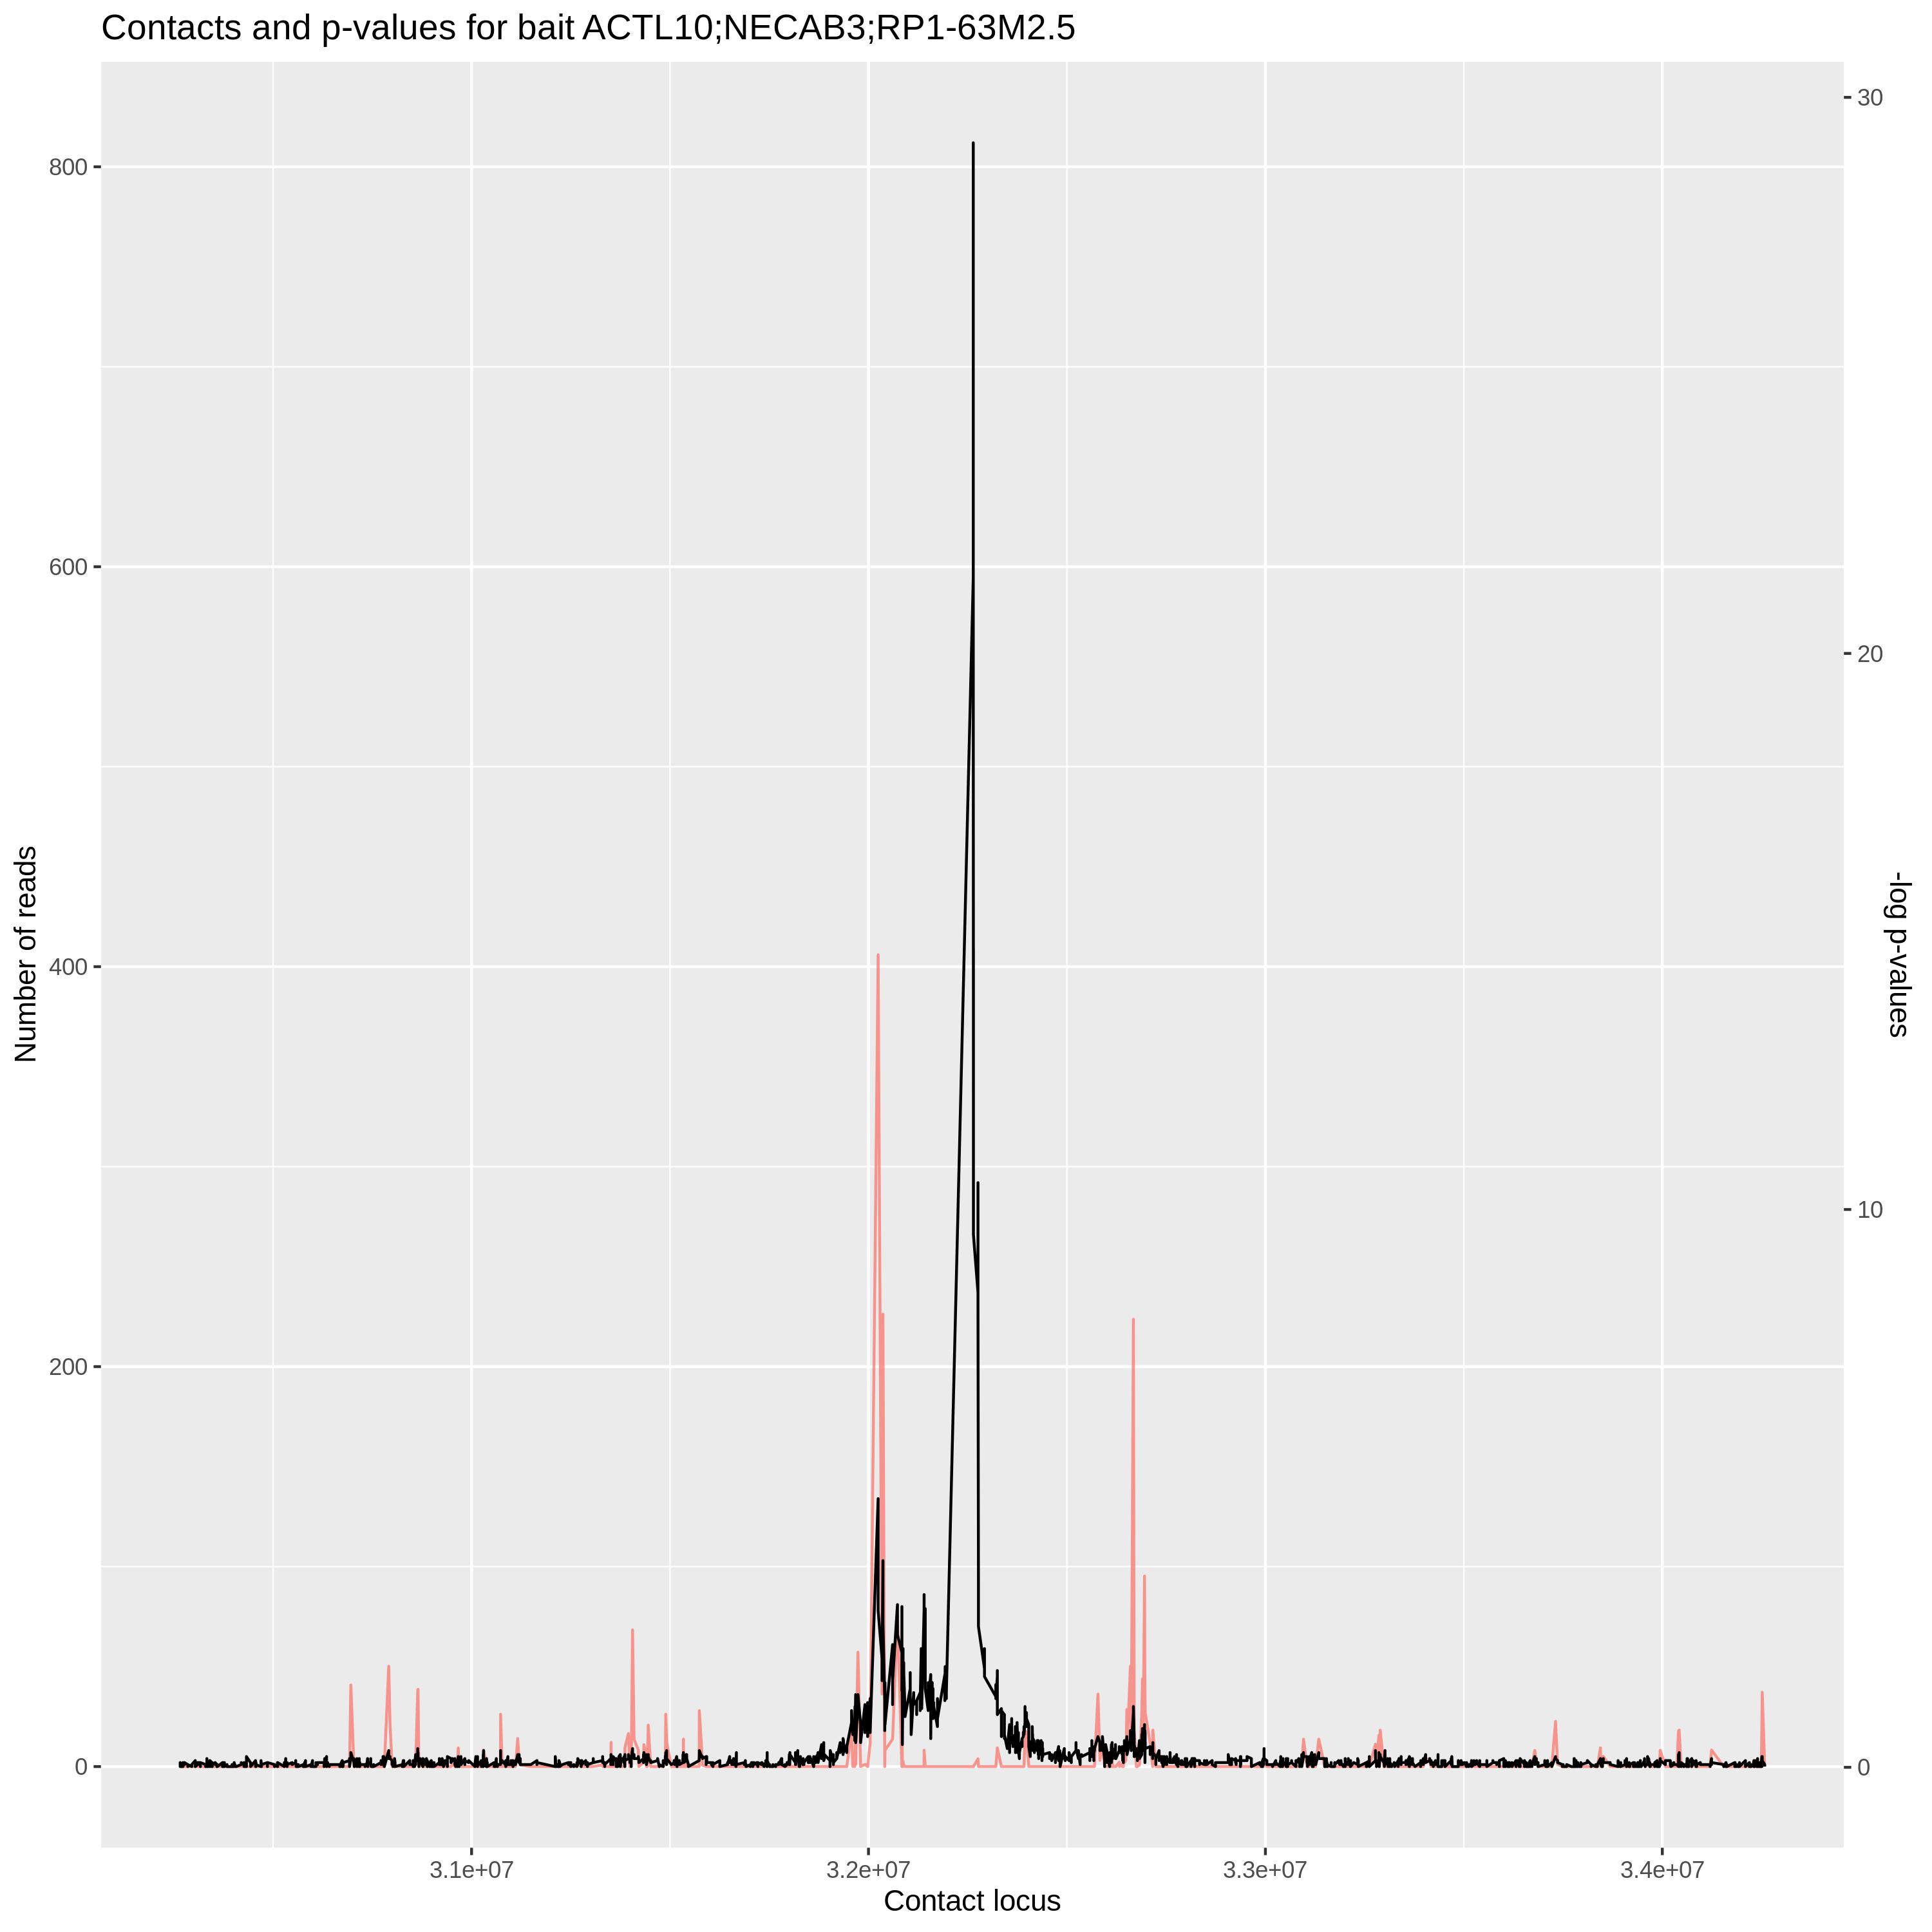 Contacts and p-values for bait ACTL10;NECAB3;RP1-63M2.5
800
600
400
200
0
Number of reads
30
20
10
0
-log p-values
3.1e+07
3.2e+07
3.3e+07
3.4e+07
Contact locus